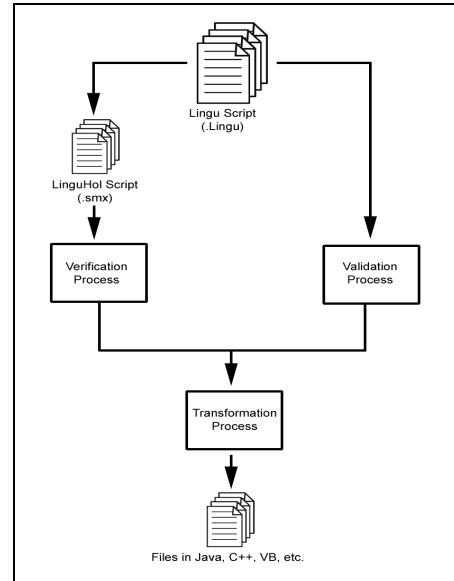 Lingu Script
(.Lingu)
LinguHol Script
(.smx)
Verification
Process
Validation
Process
Transformation
Process
Files in Java, C++, VB, etc.